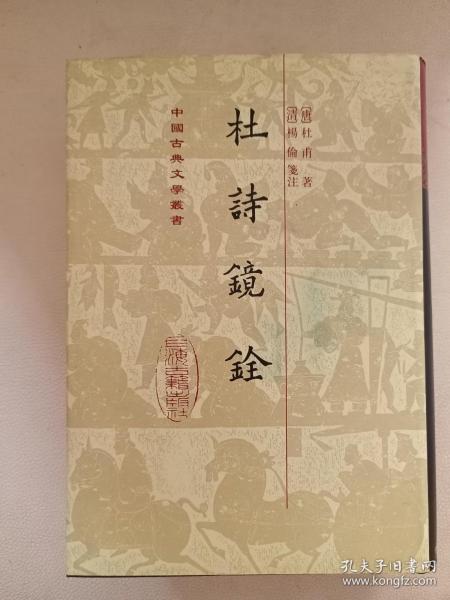 [唐]杜甫著
[清]楊倫箋注
杜詩鏡銓
中國古典文學叢書
上海古籍出版社
孔夫子旧书网
www.kongfz.com